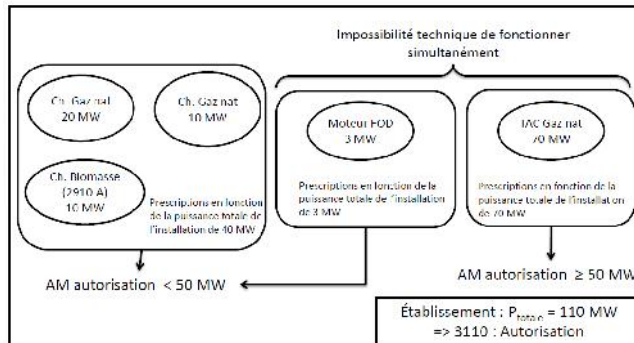 Impossibilité technique de fonctionner
simultanément
Ch. Gaz nat
20 MW
Ch. Gaz nat
10 MW
Ch. Biomasse
(2910 A)
10 MW
Prescriptions en fonction
de la puissance totale de
l'installation de 40 MW
Moteur FOD
3 MW
Prescriptions en fonction de la
puissance totale de l'installation
de 3 MW
TAC Gaz nat
70 MW
Prescriptions en fonction de la
puissance totale de l'installation
de 70 MW
AM autorisation < 50 MW
AM autorisation ≥ 50 MW
Établissement : Ptotale = 110 MW
=> 3110 : Autorisation